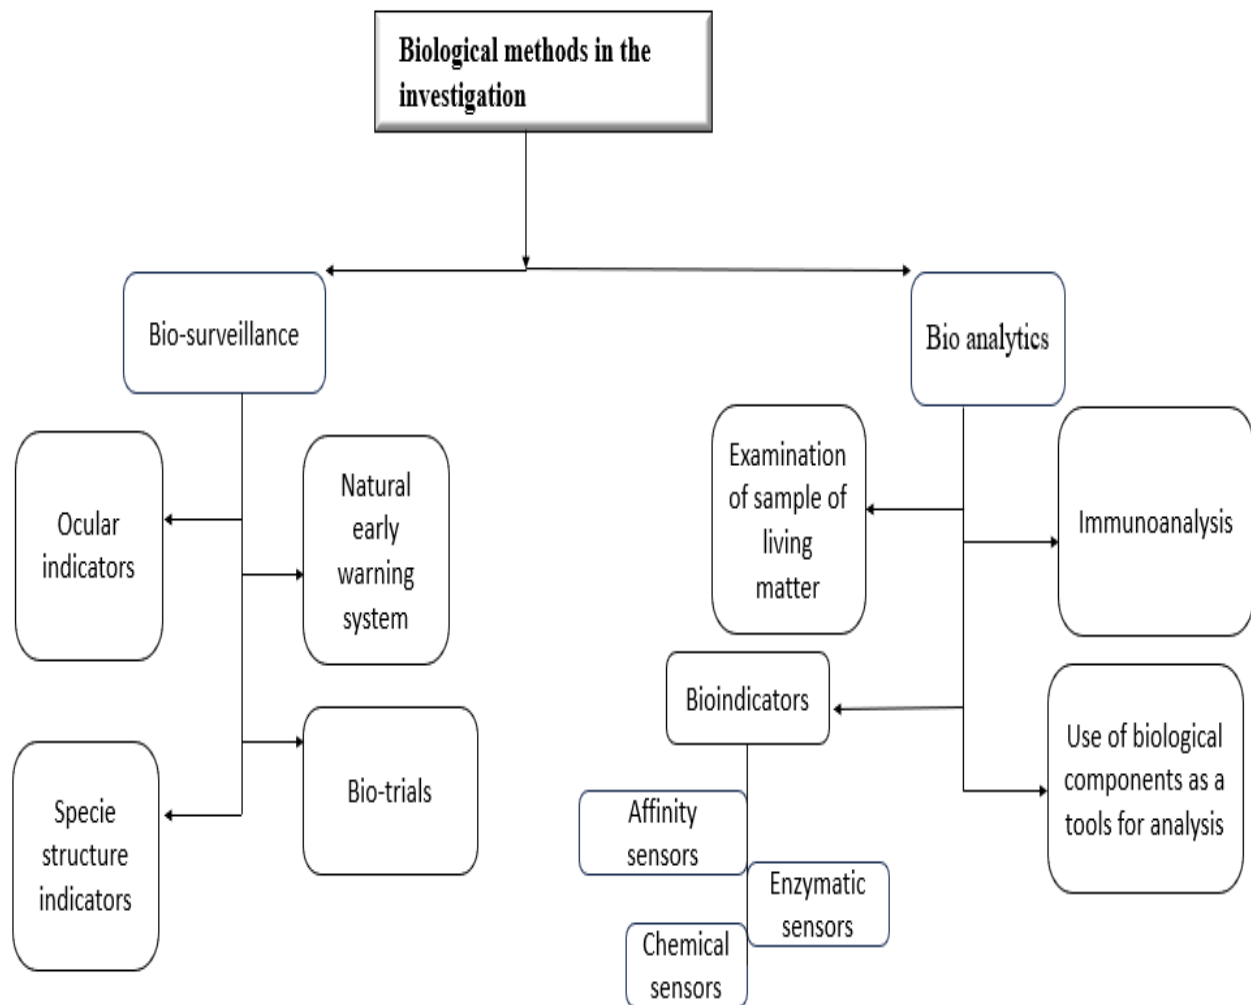 Biological methods in the
investigation
Bio-surveillance
Bio analytics
Ocular
indicators
Natural
early
warning
system
Specie
structure
indicators
Bio-trials
Examination
of sample of
living
matter
Immunoanalysis
Bioindicators
Use of biological
components as a
tools for analysis
Affinity
sensors
Enzymatic
sensors
Chemical
sensors